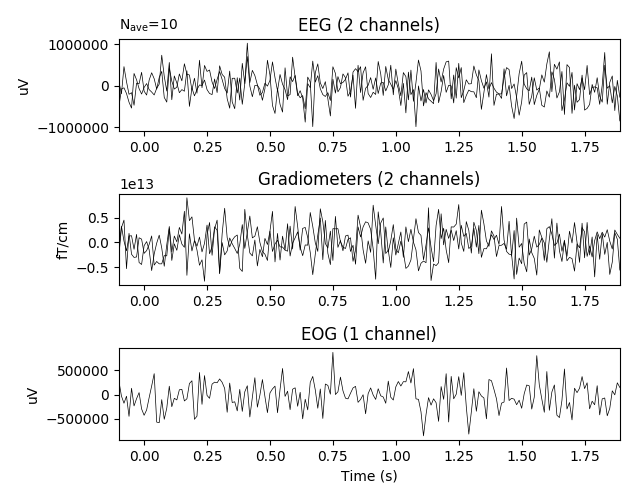 N_ave=10
EEG (2 channels)
1000000
0
−1000000
uV
0.00 0.25 0.50 0.75 1.00 1.25 1.50 1.75
1e13
Gradiometers (2 channels)
0.5
0.0
−0.5
fT/cm
0.00 0.25 0.50 0.75 1.00 1.25 1.50 1.75
EOG (1 channel)
500000
0
−500000
uV
0.00 0.25 0.50 0.75 1.00 1.25 1.50 1.75
Time (s)